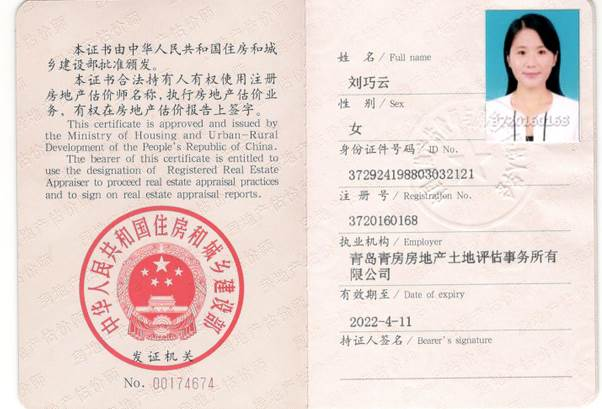 本证书由中华人民共和国住房和城
乡建设部批准颁发。
本证书合法持有人有权使用注册
房地产估价师名称,执行房地产估价业
务,有权在房地产估价报告上签字。
This certificate is approved and issued by
the Ministry of Housing and Urban-Rural
Development of the People's Republic of China.
The bearer of this certificate is entitled to
use the designation of Registered Real Estate
Appraiser to proceed real estate appraisal practices
and to sign on real estate appraisal reports.
中华人民共和国住房和城乡建设部
发证机关
No. 00174674
姓 名 / Full name
刘巧云
性 别 / Sex
女
身份证件号码 / ID No.
372924198803032121
注 册 号 / Registration No.
3720160168
执业机构 / Employer
青岛青房房地产土地评估事务所有
限公司
有效期至 / Date of expiry
2022-4-11
持证人签名 / Bearer's signature
3720160168